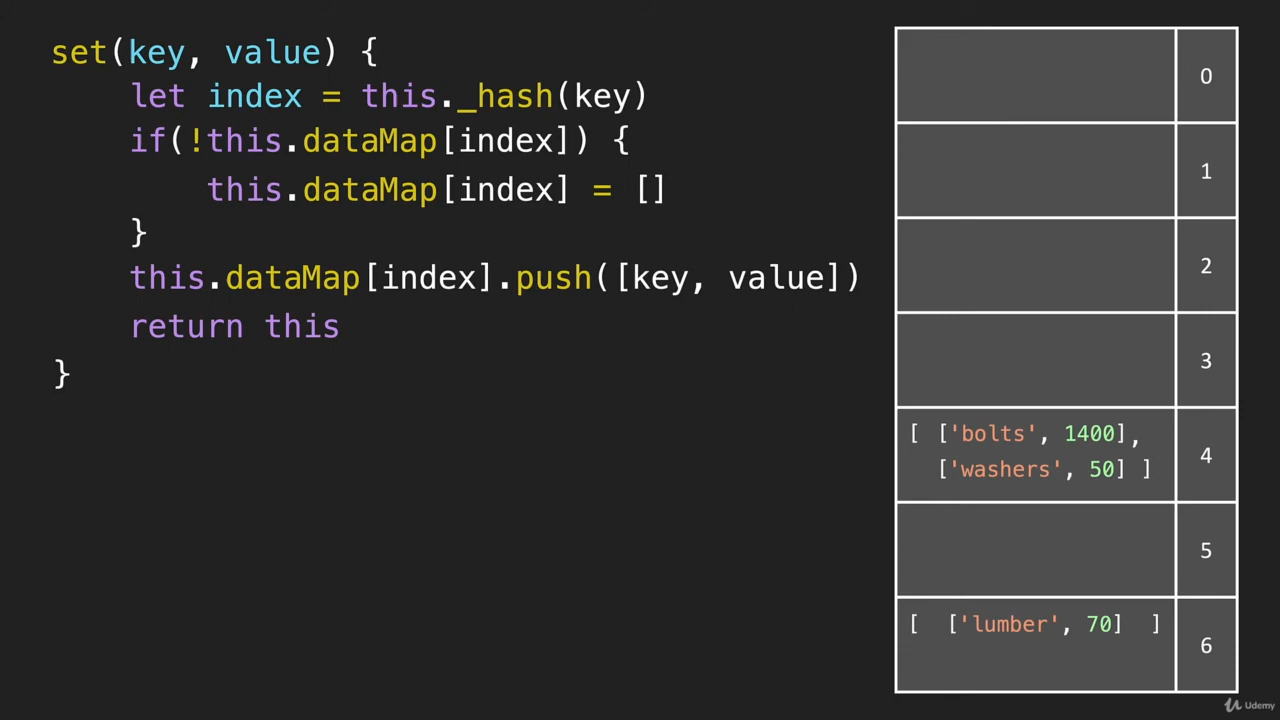 set(key, value) {
    let index = this._hash(key)
    if(!this.dataMap[index]) {
        this.dataMap[index] = []
    }
    this.dataMap[index].push([key, value])
    return this
}
0
1
2
3
[ ['bolts', 1400],
  ['washers', 50] ]
4
5
[  ['lumber', 70]  ]
6
Udemy